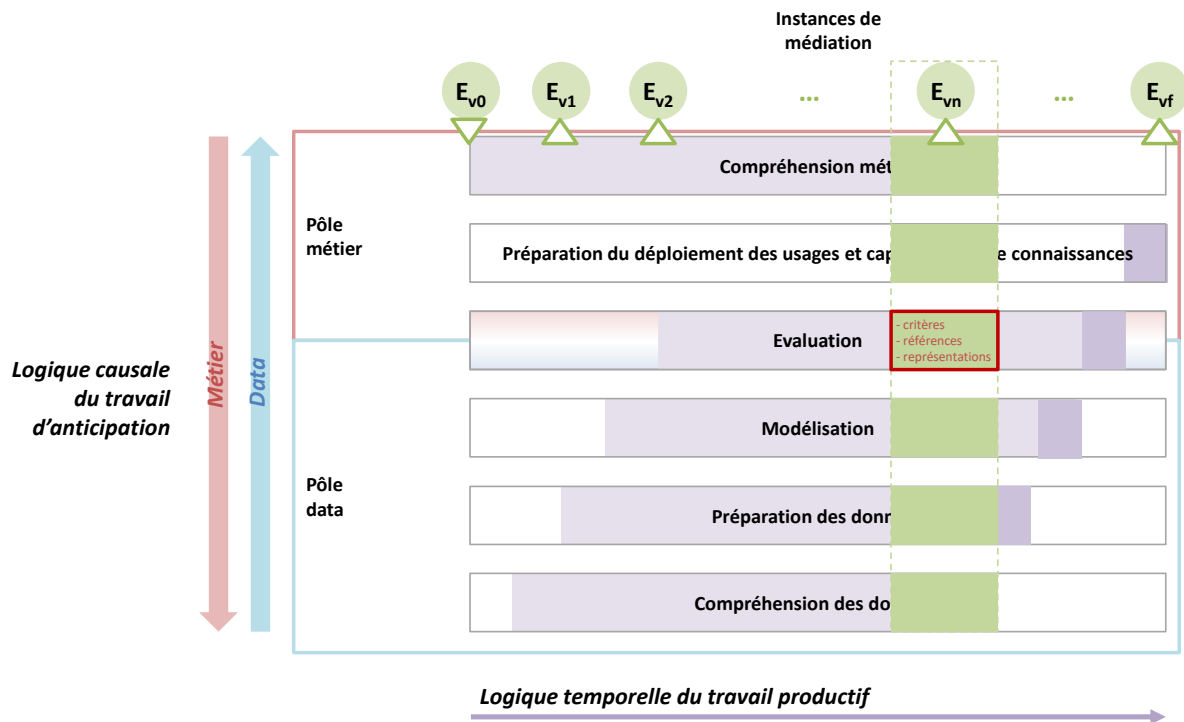 Instances de
médiation
Ev0
Ev1
Ev2
...
Evn
...
Evf
Compréhension mét
Pôle
métier
Préparation du déploiement des usages et cap e connaissances
Evaluation
- critères
- références
- représentations
Logique causale
du travail
d’anticipation
Métier
Data
Modélisation
Pôle
data
Préparation des donn
Compréhension des do
Logique temporelle du travail productif